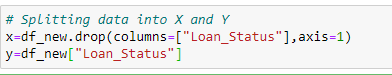 # Splitting data into X and Y
x=df_new.drop(columns=["Loan_Status"],axis=1)
y=df_new["Loan_Status"]